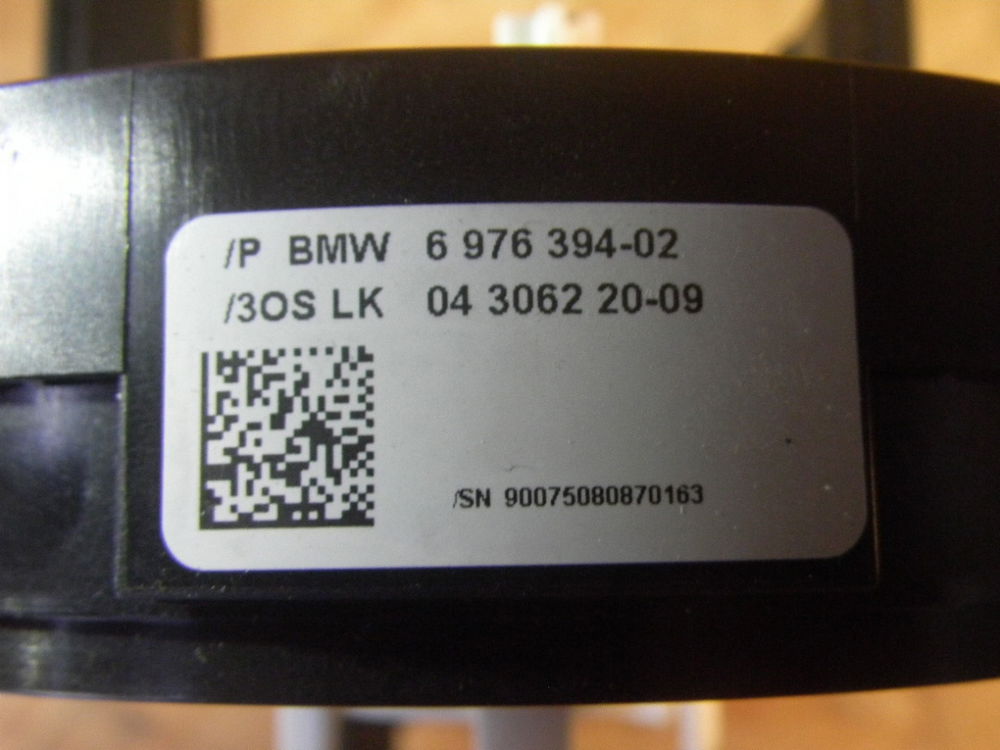 /P BMW 6 976 394-02
/3OS LK 04 3062 20-09
/SN 90075080870163